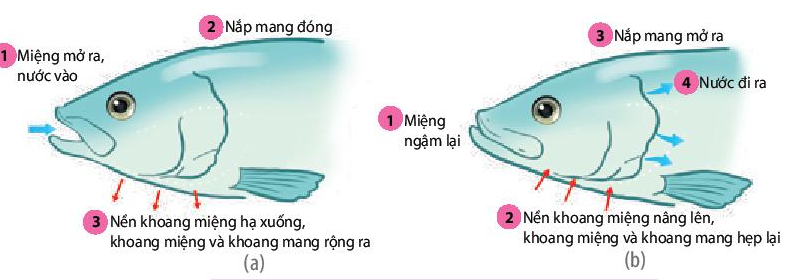 1 Miệng mở ra,
nước vào
2 Nắp mang đóng
3 Nền khoang miệng hạ xuống,
khoang miệng và khoang mang rộng ra
(a)
3 Nắp mang mở ra
4 Nước đi ra
1 Miệng
ngậm lại
2 Nền khoang miệng nâng lên,
khoang miệng và khoang mang hẹp lại
(b)